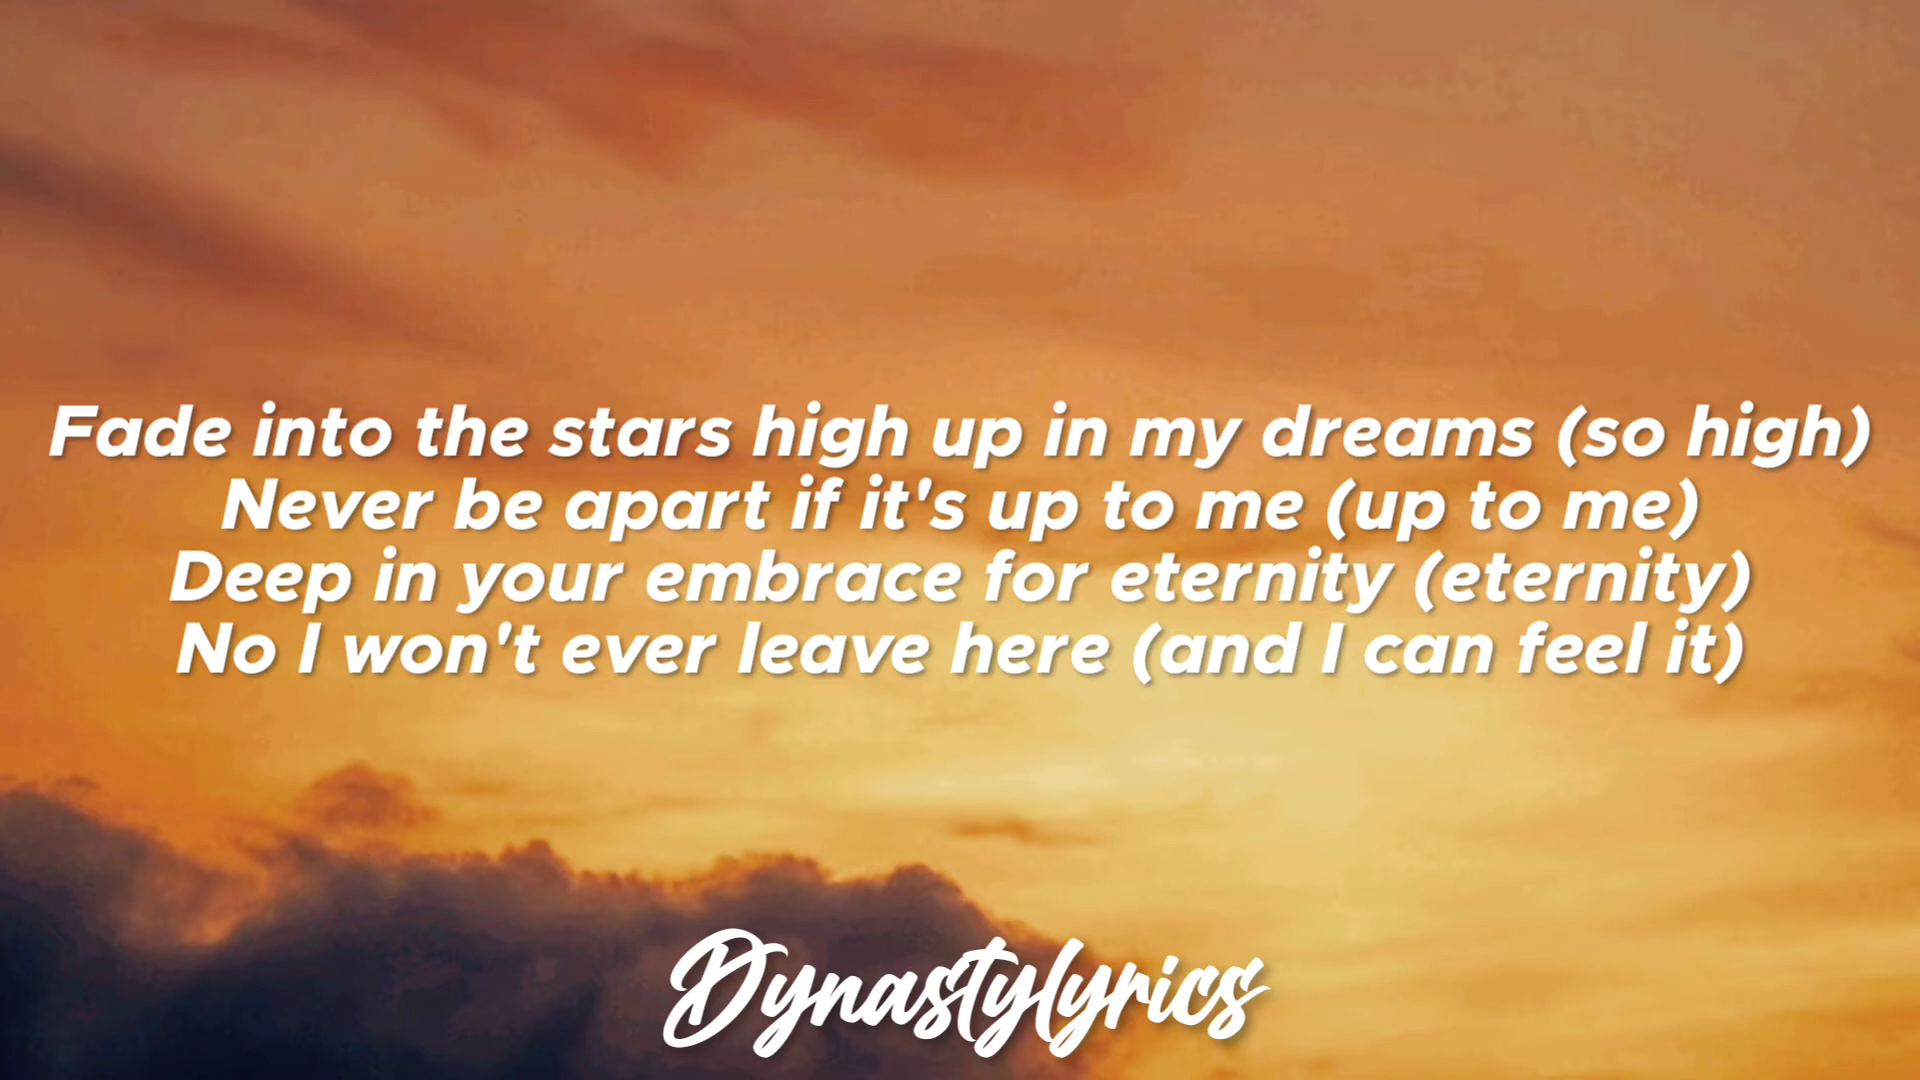 Fade into the stars high up in my dreams (so high)
Never be apart if it's up to me (up to me)
Deep in your embrace for eternity (eternity)
No I won't ever leave here (and I can feel it)
Dynastylyrics